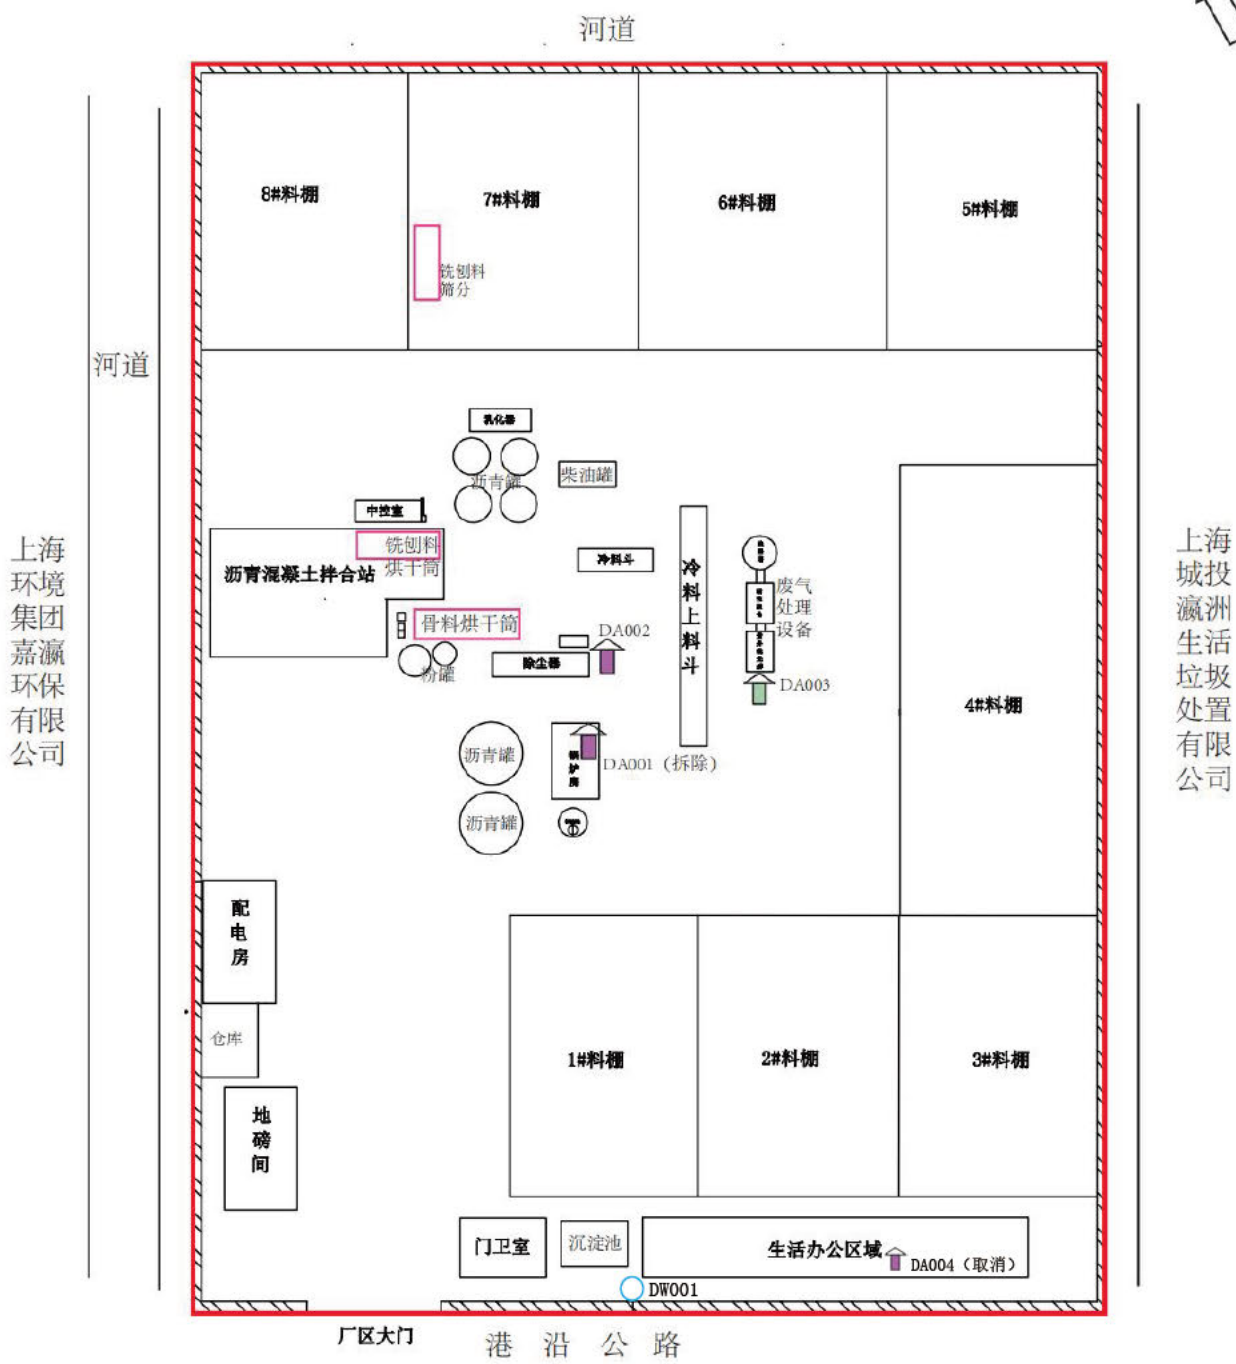 河道
8#料棚
7#料棚
6#料棚
5#料棚
铣刨料
筛分
河道
乳化器
沥青罐
柴油罐
中控室
铣刨料
烘干筒
沥青混凝土拌合站
冷料斗
冷料上料斗
废气
处理
设备
上海
环境
集团
嘉瀛
环保
有限
公司
上海
城投
瀛洲
生活
垃圾
处置
有限
公司
骨料烘干筒
DA002
粉罐
除尘器
DA003
4#料棚
沥青罐
锅炉房
DA001（拆除）
沥青罐
配电房
仓库
1#料棚
2#料棚
3#料棚
地磅间
门卫室
沉淀池
生活办公区域
DA004（取消）
DW001
厂区大门
港沿公路